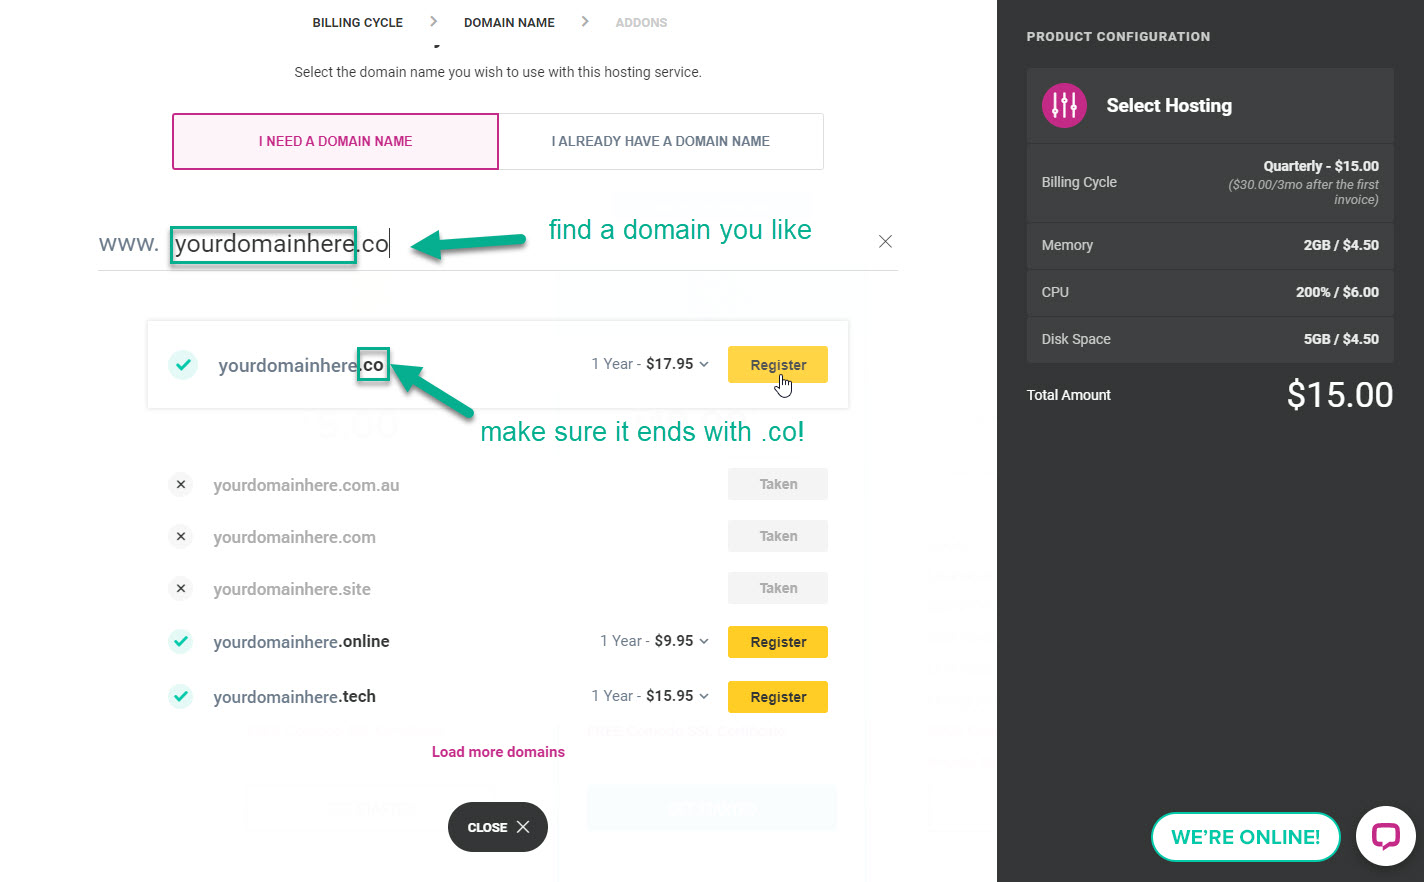 BILLING CYCLE
DOMAIN NAME
ADDONS
Select the domain name you wish to use with this hosting service.
I NEED A DOMAIN NAME
I ALREADY HAVE A DOMAIN NAME
www. yourdomainhere.co
find a domain you like
yourdomainhere.co
1 Year - $17.95
Register
make sure it ends with .co!
yourdomainhere.com.au
Taken
yourdomainhere.com
Taken
yourdomainhere.site
Taken
yourdomainhere.online
1 Year - $9.95
Register
yourdomainhere.tech
1 Year - $15.95
Register
Load more domains
CLOSE
PRODUCT CONFIGURATION
Select Hosting
Billing Cycle
Quarterly - $15.00
($30.00/3mo after the first
invoice)
Memory
2GB / $4.50
CPU
200% / $6.00
Disk Space
5GB / $4.50
Total Amount
$15.00
WE'RE ONLINE!